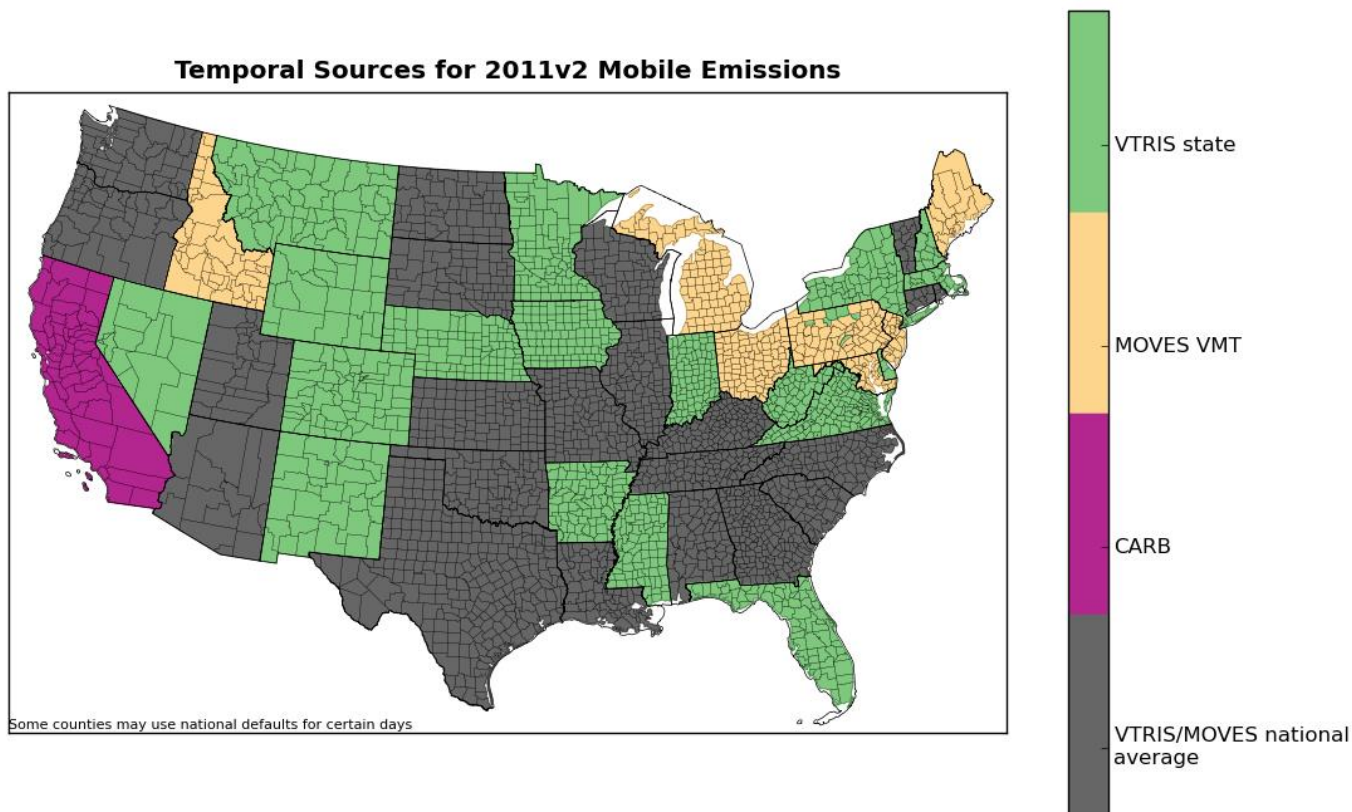 Temporal Sources for 2011v2 Mobile Emissions
Some counties may use national defaults for certain days
VTRIS state
MOVES VMT
CARB
VTRIS/MOVES national
average